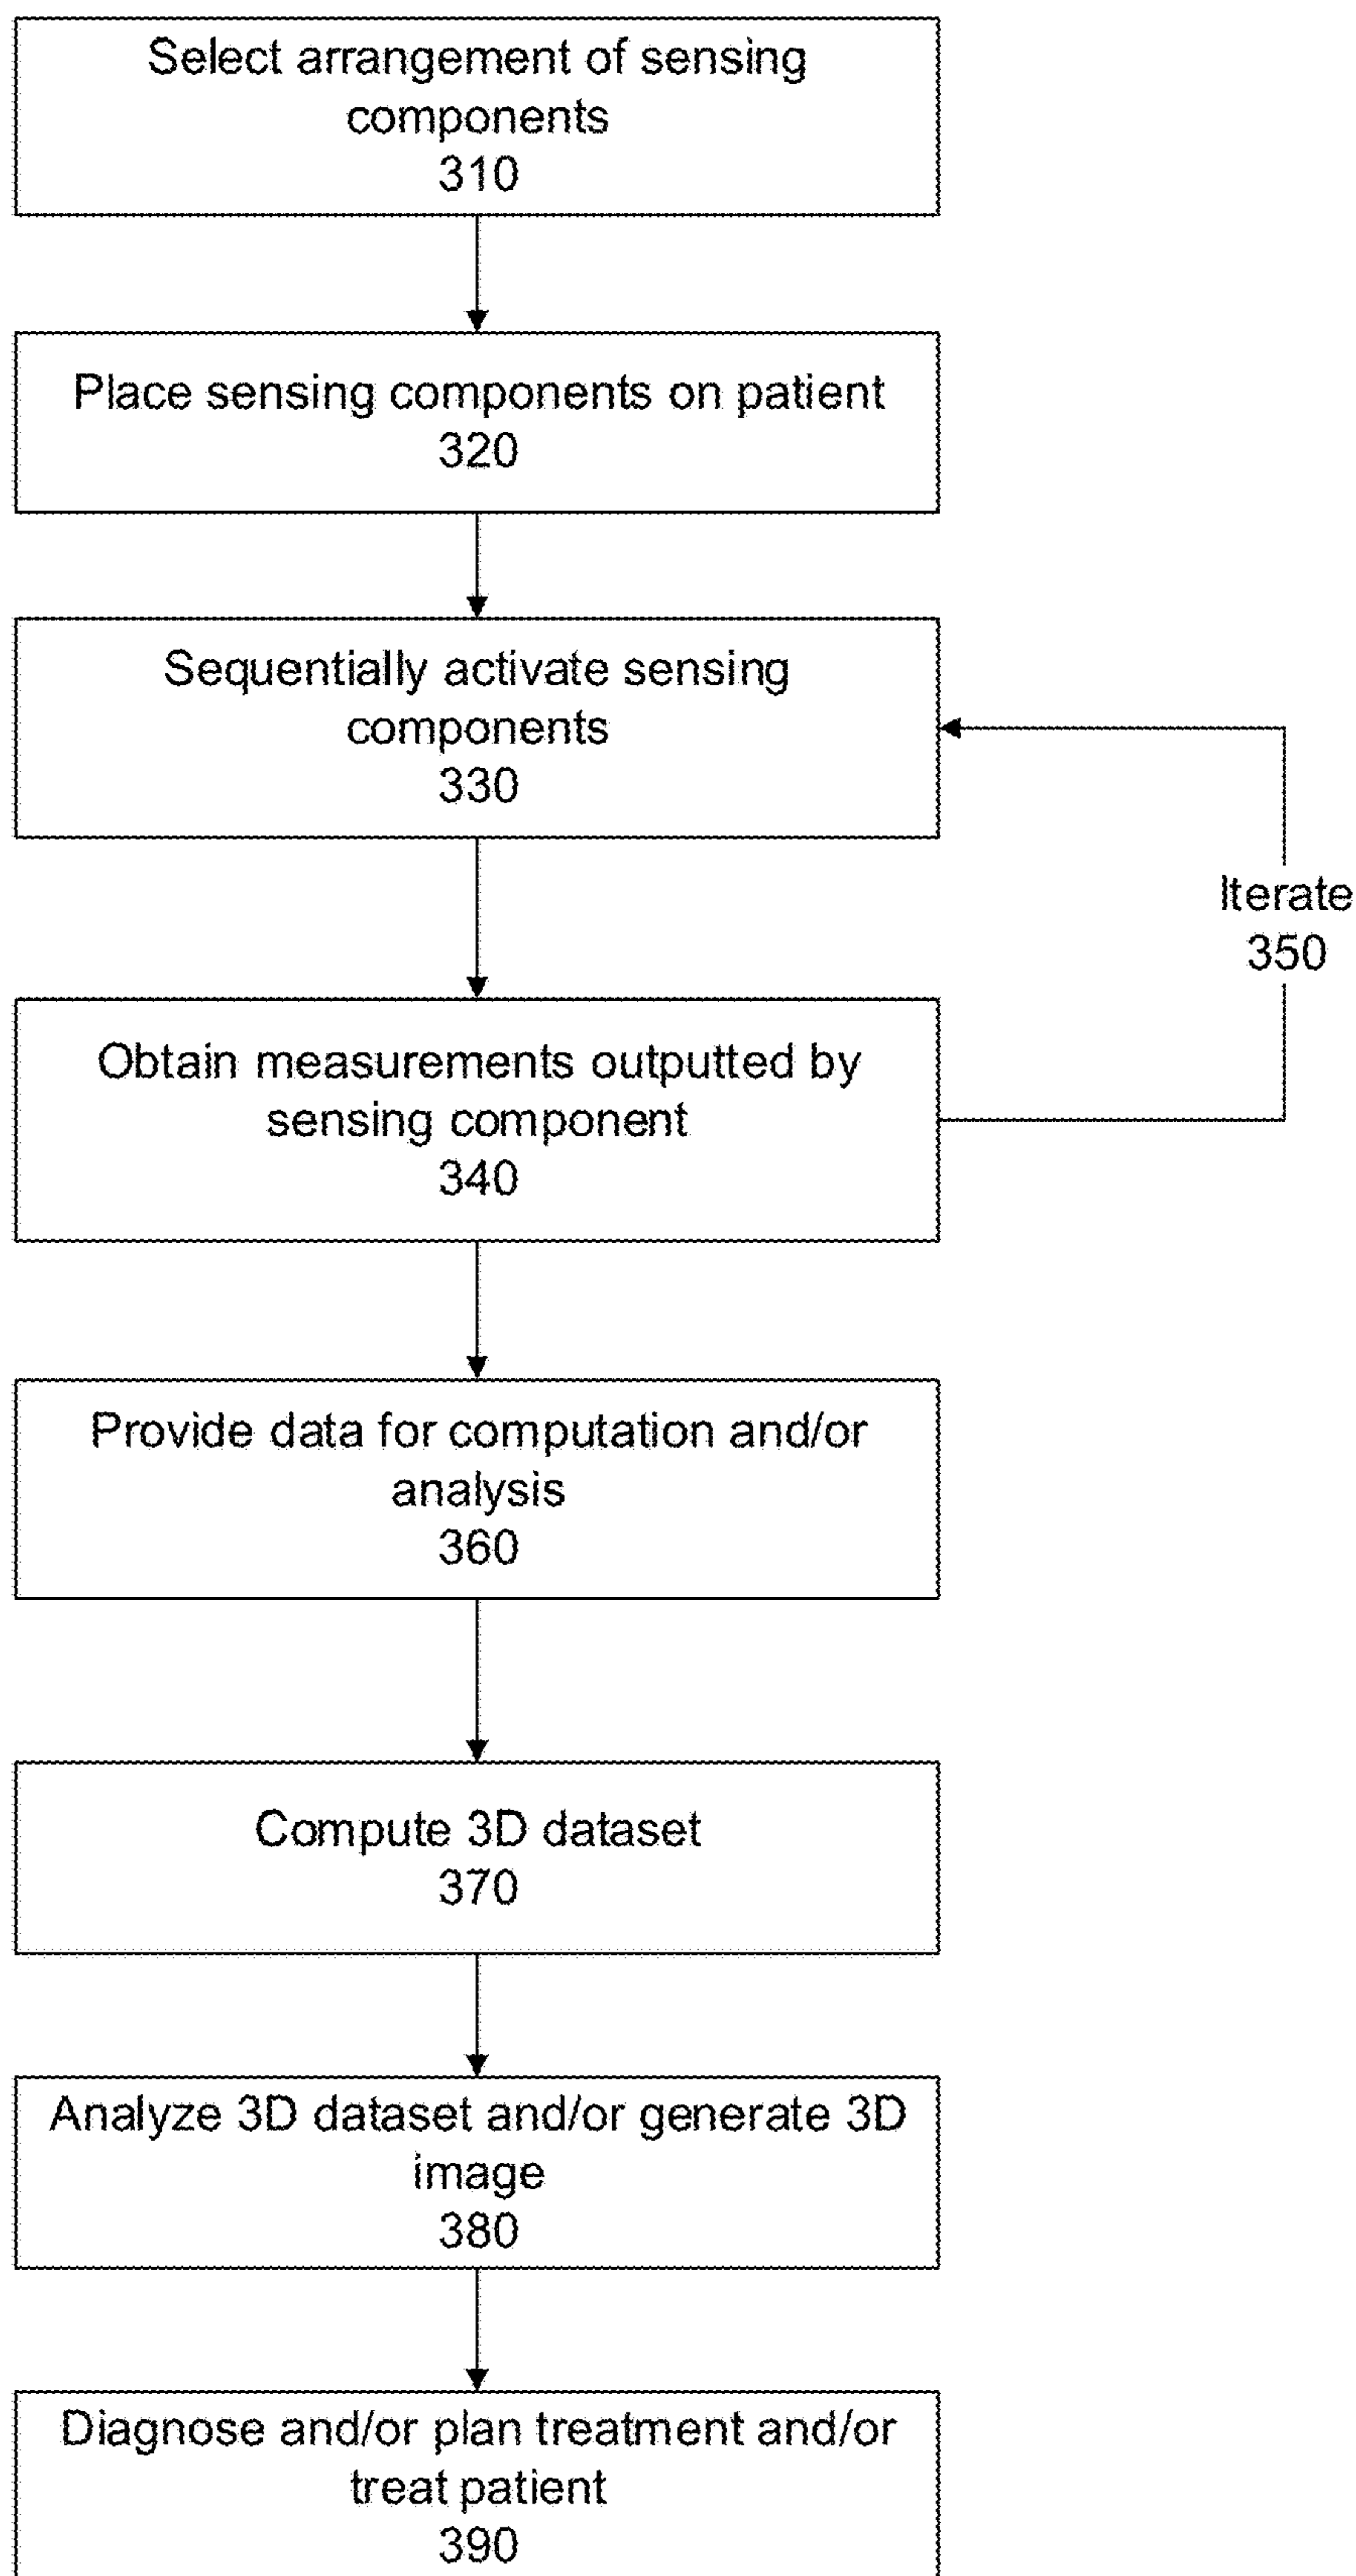 Select arrangement of sensing
components
310
Place sensing components on patient
320
Sequentially activate sensing
components
330
Iterate
350
Obtain measurements outputted by
sensing component
340
Provide data for computation and/or
analysis
360
Compute 3D dataset
370
Analyze 3D dataset and/or generate 3D
image
380
Diagnose and/or plan treatment and/or
treat patient
390